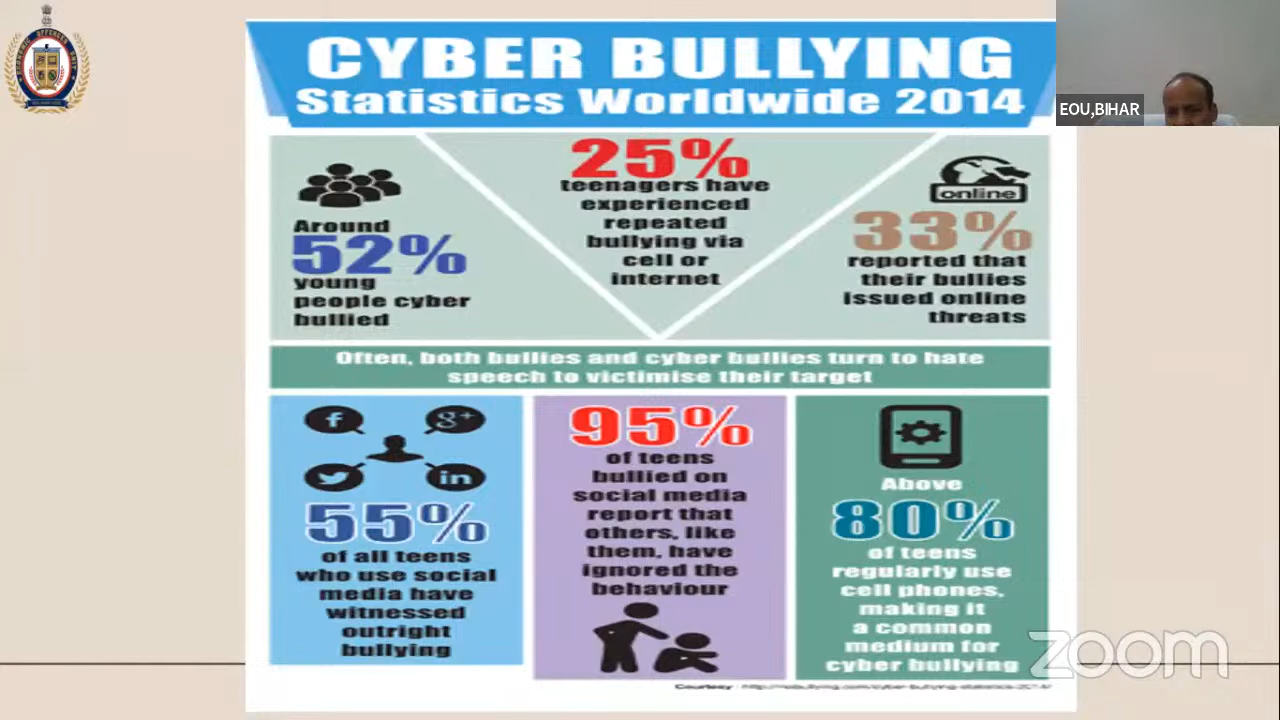 CYBER BULLYING
Statistics Worldwide 2014
EOU,BIHAR
Around
52%
young
people cyber
bullied
25%
teenagers have
experienced
repeated
bullying via
cell or
internet
online
33%
reported that
their bullies
issued online
threats
Often, both bullies and cyber bullies turn to hate
speech to victimise their target
f
g+
in
55%
of all teens
who use social
media have
witnessed
outright
bullying
95%
of teens
bullied on
social media
report that
others, like
them, have
ignored the
behaviour
Above
80%
of teens
regularly use
cell phones,
making it
a common
medium for
cyber bullying
zoom
Courtesy